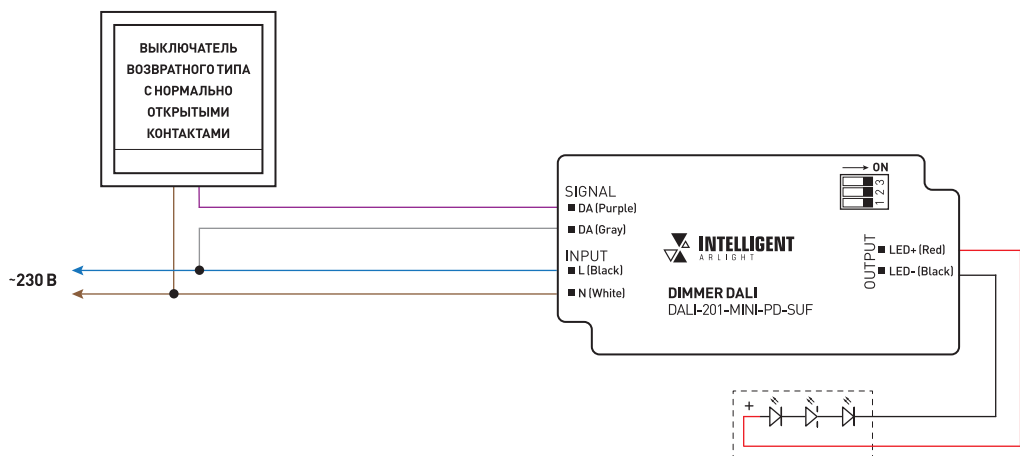 ВЫКЛЮЧАТЕЛЬ
ВОЗВРАТНОГО ТИПА
С НОРМАЛЬНО
ОТКРЫТЫМИ
КОНТАКТАМИ
~230 В
SIGNAL
DA (Purple)
DA (Gray)
INPUT
L (Black)
N (White)
INTELLIGENT
ARLIGHT
DIMMER DALI
DALI-201-MINI-PD-SUF
ON
1 2 3
OUTPUT
LED+ (Red)
LED- (Black)
+